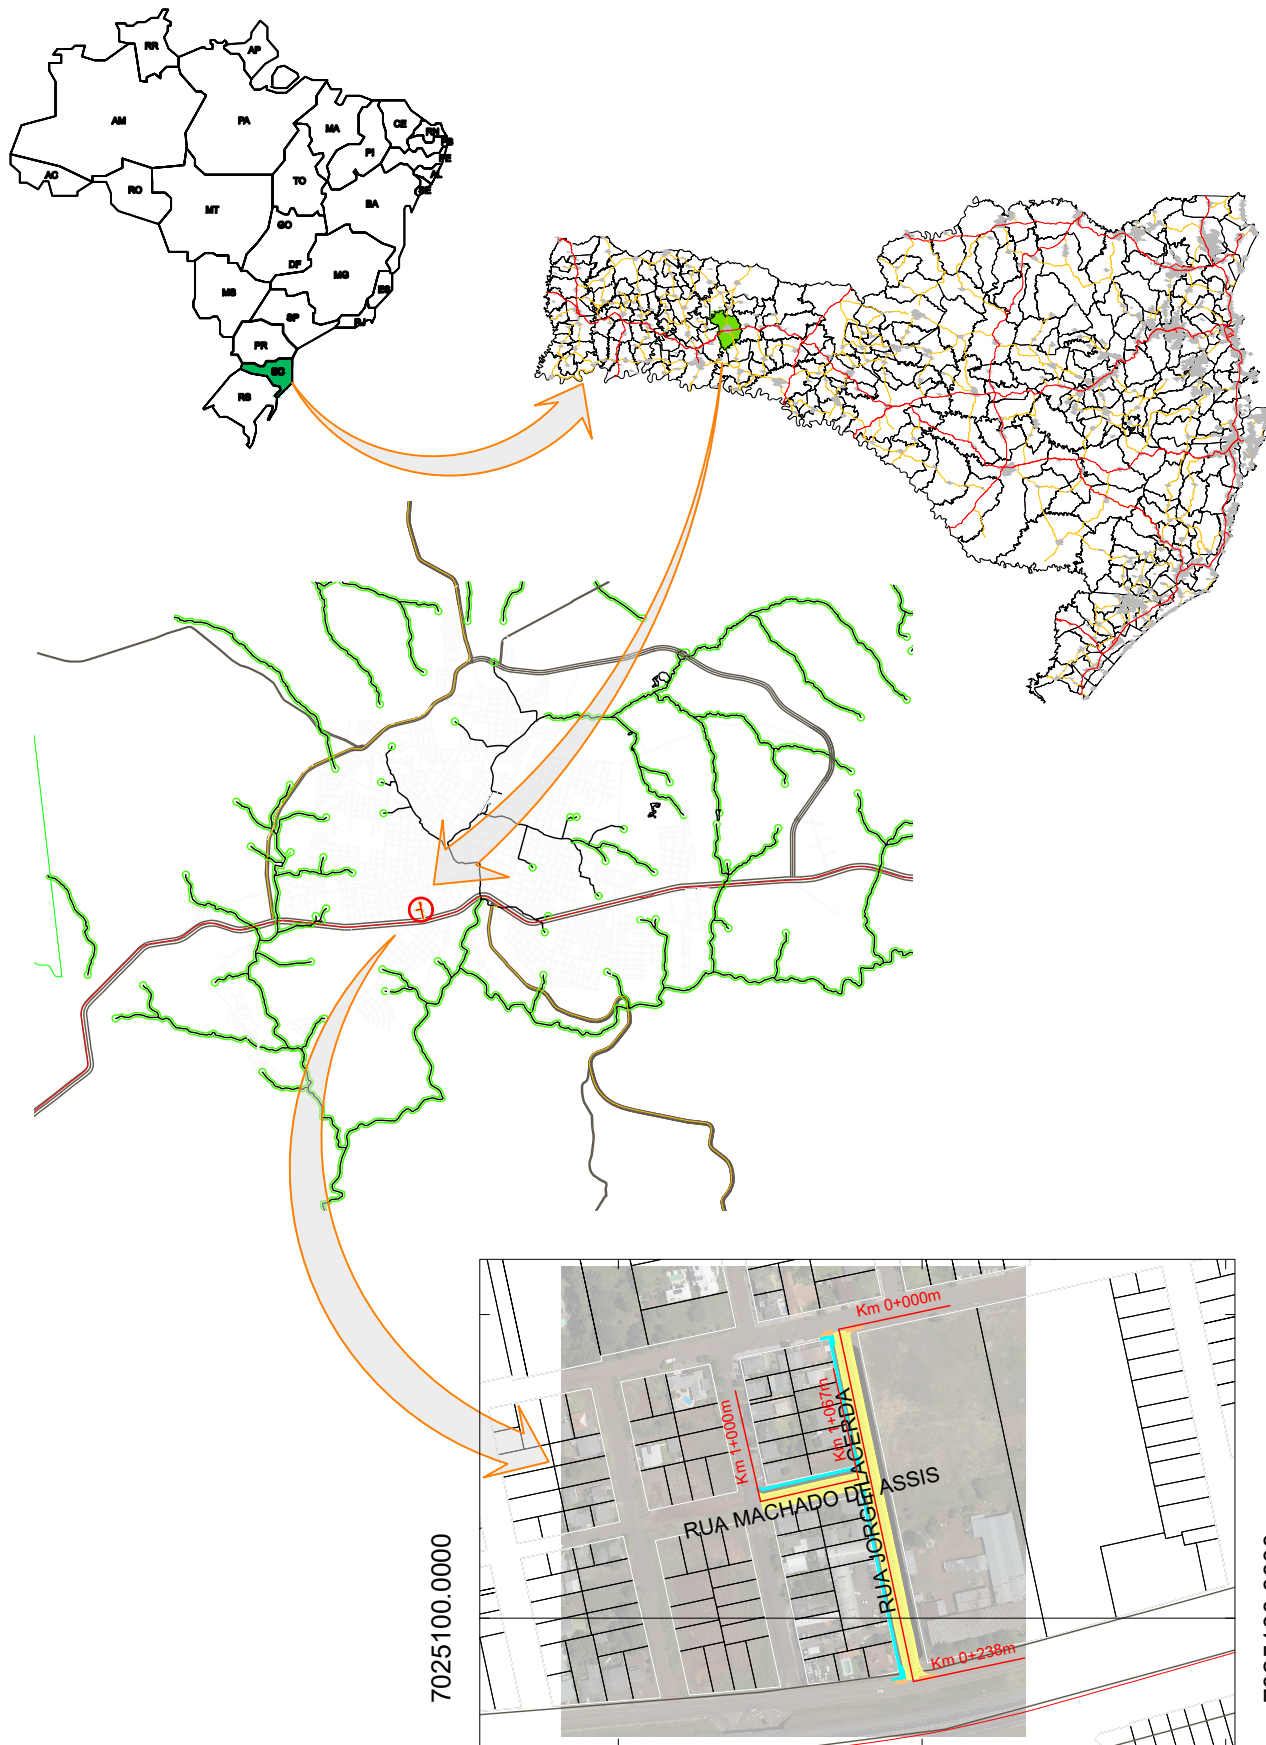 RR
AP
AM
PA
MA
CE
RN
PB
PI
PE
AL
SE
AC
RO
TO
MT
BA
GO
DF
MG
ES
MS
SP
RJ
PR
SC
RS
Km 0+000m
Km 1+000m
Km 1+067m
RUA JORGE LACERDA
RUA MACHADO DE ASSIS
Km 0+238m
7025100.0000